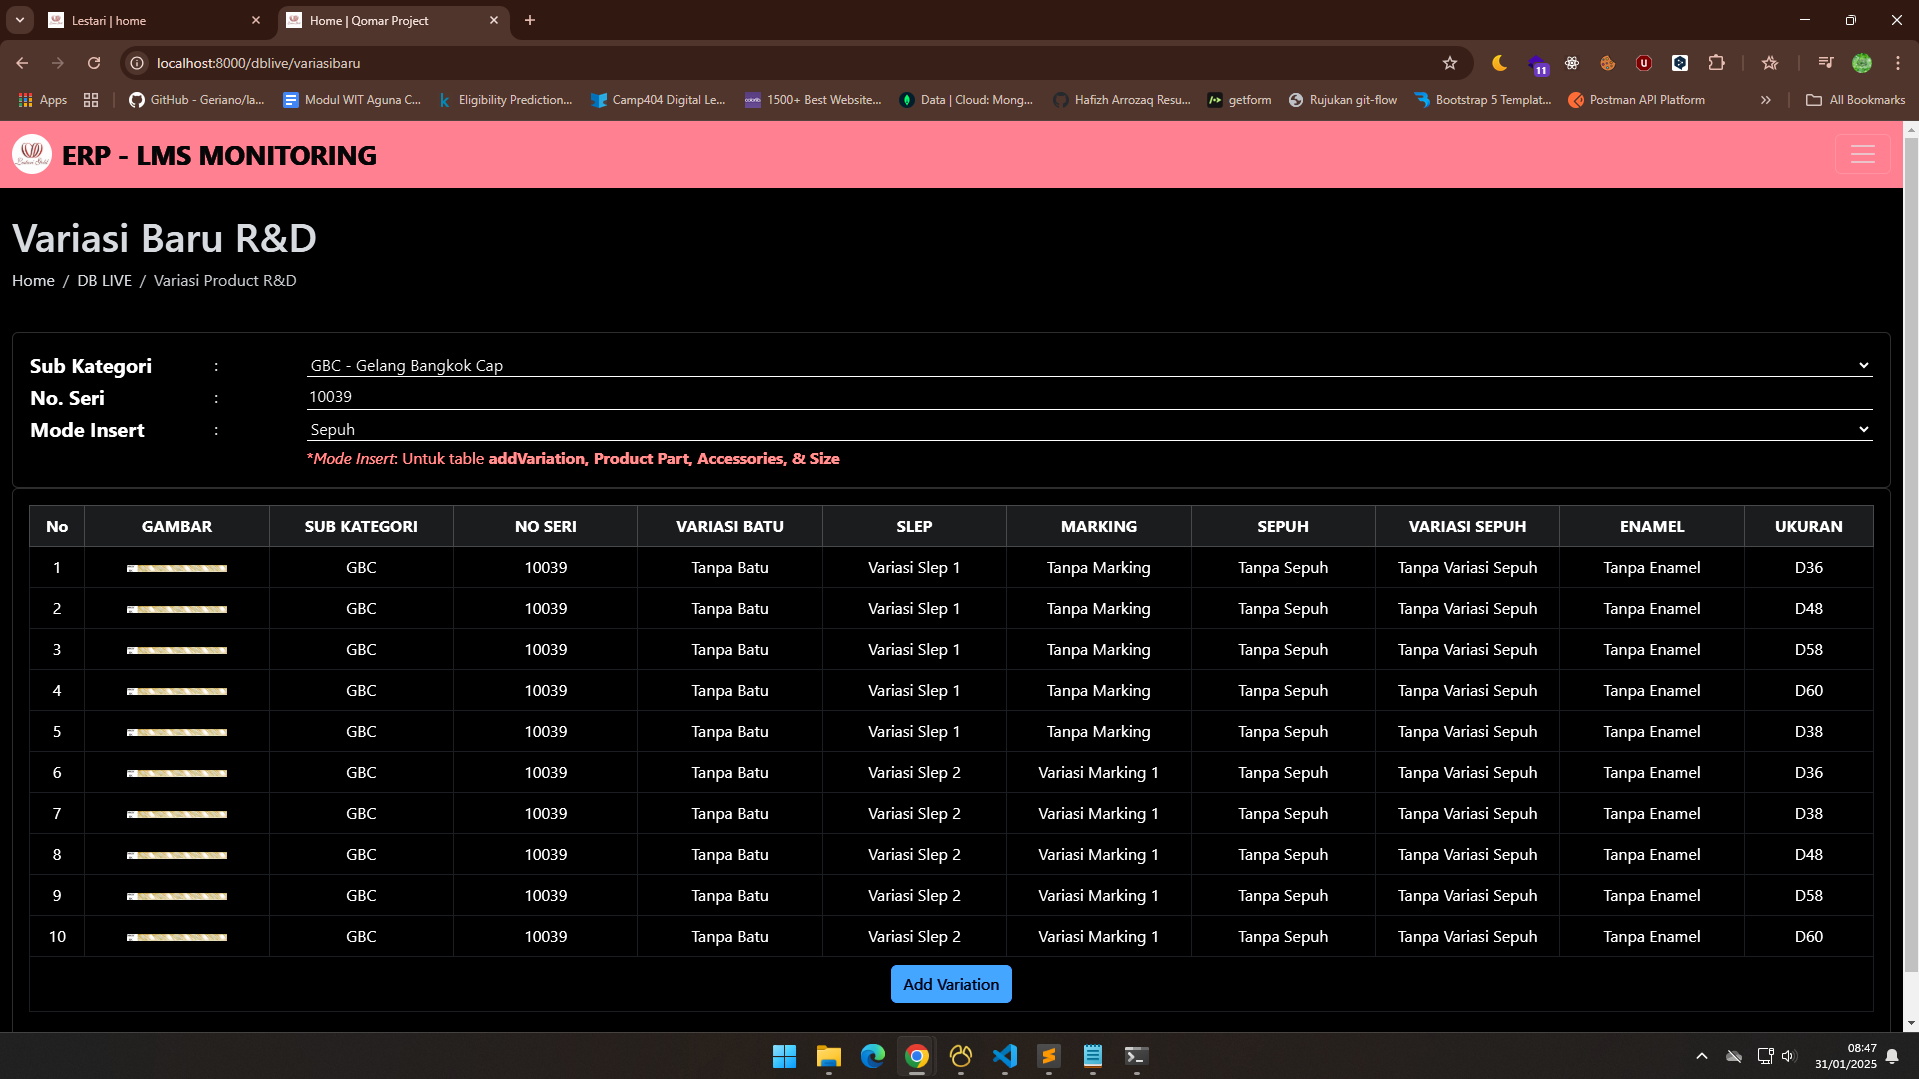 Lestari | home
Home | Qomar Project
localhost:8000/dblive/variasibaru
11
Apps
GitHub - Geriano/la...
Modul WIT Aguna C...
Eligibility Prediction...
Camp404 Digital Le...
1500+ Best Website...
Data | Cloud: Mong...
Hafizh Arrozaq Resu...
getform
Rujukan git-flow
Bootstrap 5 Templat...
Postman API Platform
All Bookmarks
ERP - LMS MONITORING
Variasi Baru R&D
Home / DB LIVE / Variasi Product R&D
Sub Kategori : GBC - Gelang Bangkok Cap
No. Seri : 10039
Mode Insert : Sepuh
*Mode Insert: Untuk table addVariation, Product Part, Accessories, & Size
No GAMBAR SUB KATEGORI NO SERI VARIASI BATU SLEP MARKING SEPUH VARIASI SEPUH ENAMEL UKURAN
1 GBC 10039 Tanpa Batu Variasi Slep 1 Tanpa Marking Tanpa Sepuh Tanpa Variasi Sepuh Tanpa Enamel D36
2 GBC 10039 Tanpa Batu Variasi Slep 1 Tanpa Marking Tanpa Sepuh Tanpa Variasi Sepuh Tanpa Enamel D48
3 GBC 10039 Tanpa Batu Variasi Slep 1 Tanpa Marking Tanpa Sepuh Tanpa Variasi Sepuh Tanpa Enamel D58
4 GBC 10039 Tanpa Batu Variasi Slep 1 Tanpa Marking Tanpa Sepuh Tanpa Variasi Sepuh Tanpa Enamel D60
5 GBC 10039 Tanpa Batu Variasi Slep 1 Tanpa Marking Tanpa Sepuh Tanpa Variasi Sepuh Tanpa Enamel D38
6 GBC 10039 Tanpa Batu Variasi Slep 2 Variasi Marking 1 Tanpa Sepuh Tanpa Variasi Sepuh Tanpa Enamel D36
7 GBC 10039 Tanpa Batu Variasi Slep 2 Variasi Marking 1 Tanpa Sepuh Tanpa Variasi Sepuh Tanpa Enamel D38
8 GBC 10039 Tanpa Batu Variasi Slep 2 Variasi Marking 1 Tanpa Sepuh Tanpa Variasi Sepuh Tanpa Enamel D48
9 GBC 10039 Tanpa Batu Variasi Slep 2 Variasi Marking 1 Tanpa Sepuh Tanpa Variasi Sepuh Tanpa Enamel D58
10 GBC 10039 Tanpa Batu Variasi Slep 2 Variasi Marking 1 Tanpa Sepuh Tanpa Variasi Sepuh Tanpa Enamel D60
Add Variation
08:47
31/01/2025